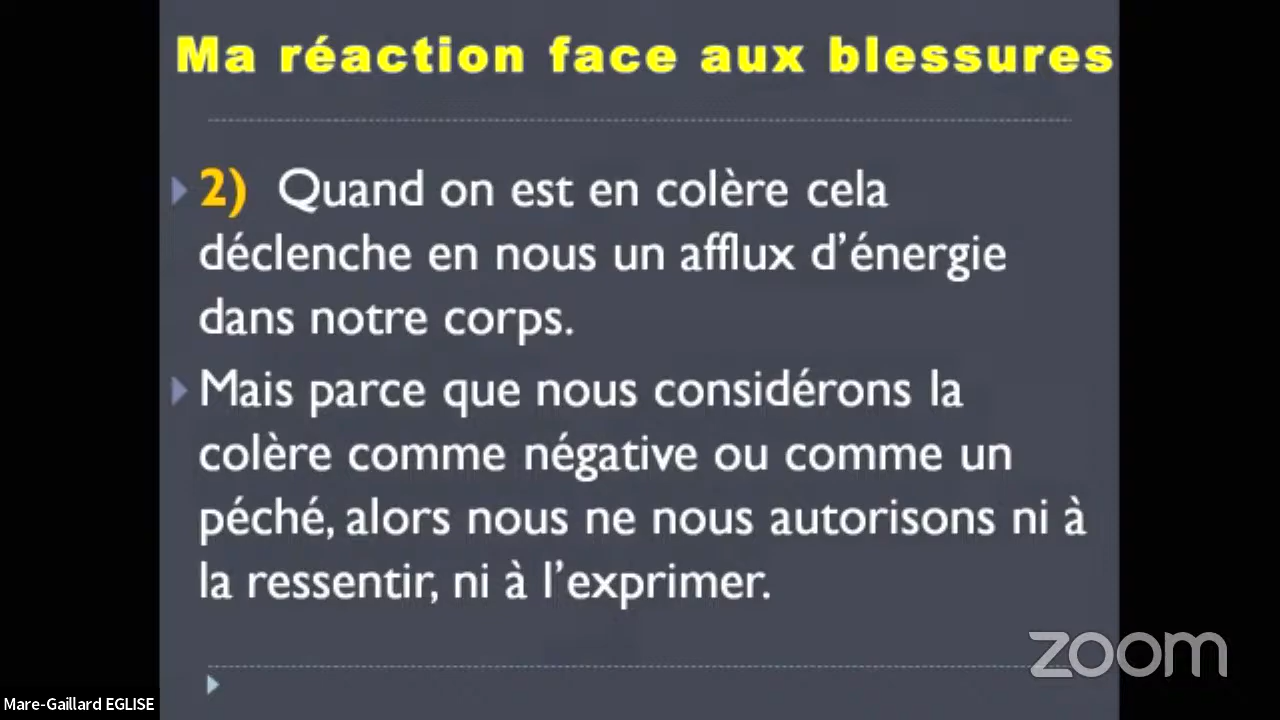 Ma réaction face aux blessures
2) Quand on est en colère cela
déclenche en nous un afflux d’énergie
dans notre corps.
Mais parce que nous considérons la
colère comme négative ou comme un
péché, alors nous ne nous autorisons ni à
la ressentir, ni à l’exprimer.
zoom
Mare-Gaillard EGLISE